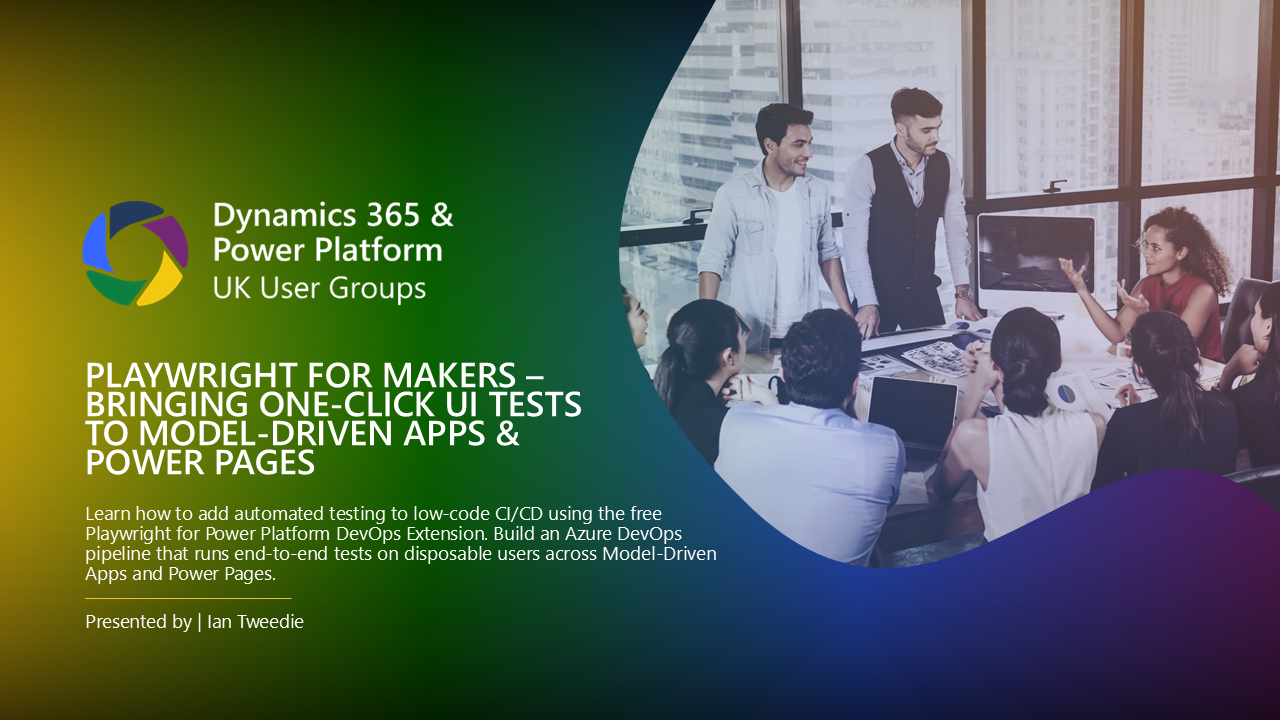 Dynamics 365 &
Power Platform
UK User Groups
PLAYWRIGHT FOR MAKERS –
BRINGING ONE-CLICK UI TESTS
TO MODEL-DRIVEN APPS &
POWER PAGES
Learn how to add automated testing to low-code CI/CD using the free
Playwright for Power Platform DevOps Extension. Build an Azure DevOps
pipeline that runs end-to-end tests on disposable users across Model-Driven
Apps and Power Pages.
Presented by | Ian Tweedie